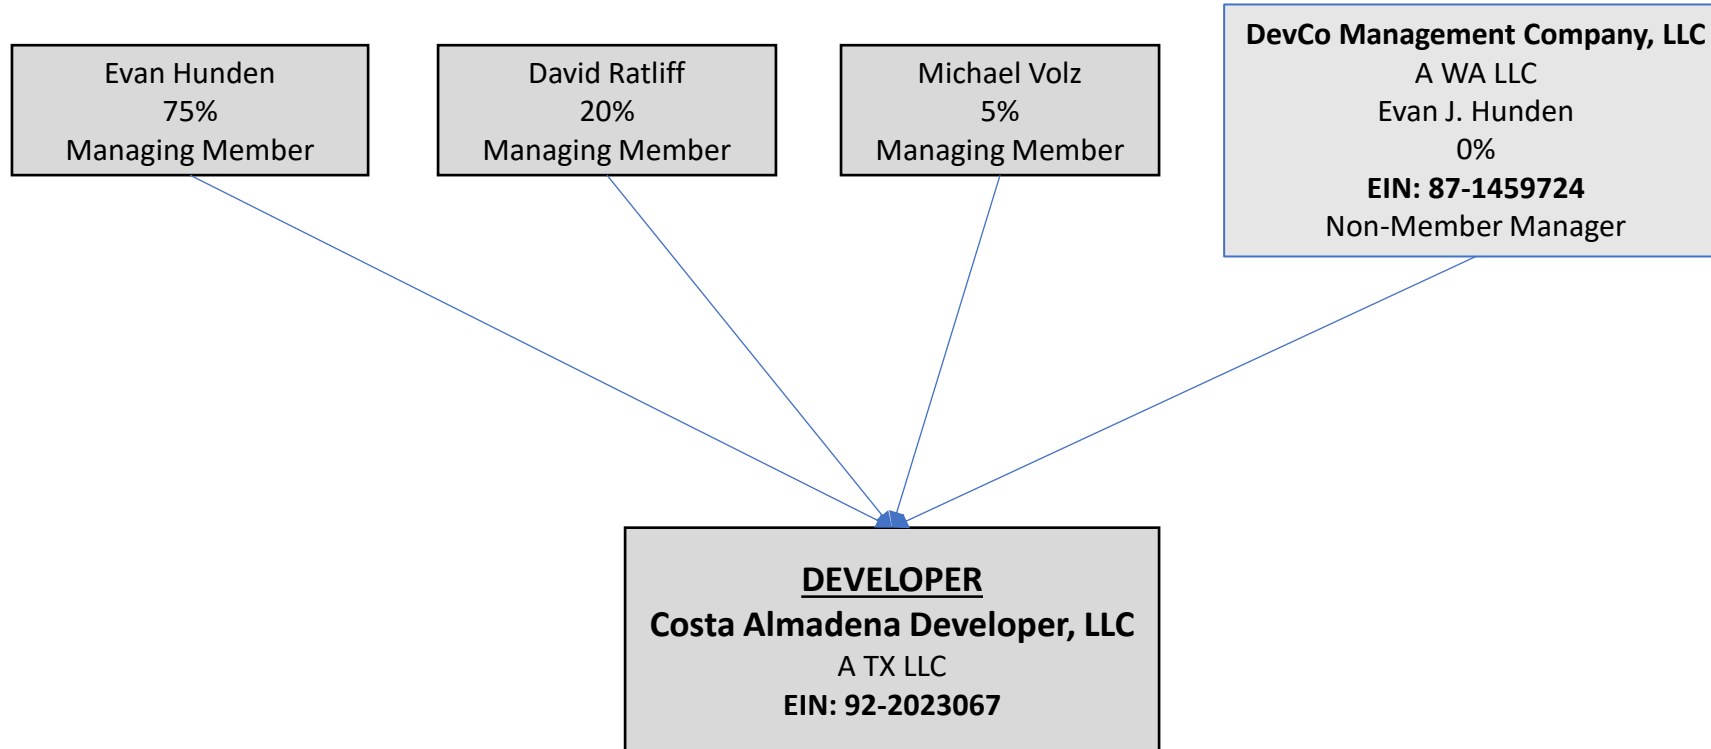 Evan Hunden
75%
Managing Member
David Ratliff
20%
Managing Member
Michael Volz
5%
Managing Member
DevCo Management Company, LLC
A WA LLC
Evan J. Hunden
0%
EIN: 87-1459724
Non-Member Manager
DEVELOPER
Costa Almadena Developer, LLC
A TX LLC
EIN: 92-2023067